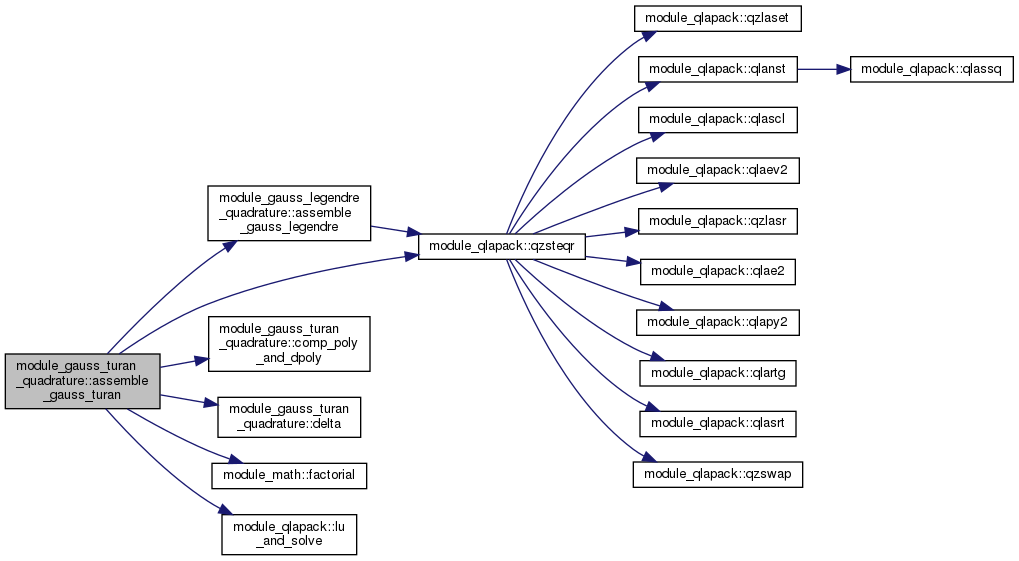 module_gauss_turan
_quadrature::assemble
_gauss_turan
module_gauss_legendre
_quadrature::assemble
_gauss_legendre
module_gauss_turan
_quadrature::comp_poly
_and_dpoly
module_gauss_turan
_quadrature::delta
module_math::factorial
module_qlapack::lu
_and_solve
module_qlapack::qzsteqr
module_qlapack::qzlaset
module_qlapack::qlanst
module_qlapack::qlascl
module_qlapack::qlaev2
module_qlapack::qzlasr
module_qlapack::qlae2
module_qlapack::qlapy2
module_qlapack::qlartg
module_qlapack::qlasrt
module_qlapack::qzswap
module_qlapack::qlassq